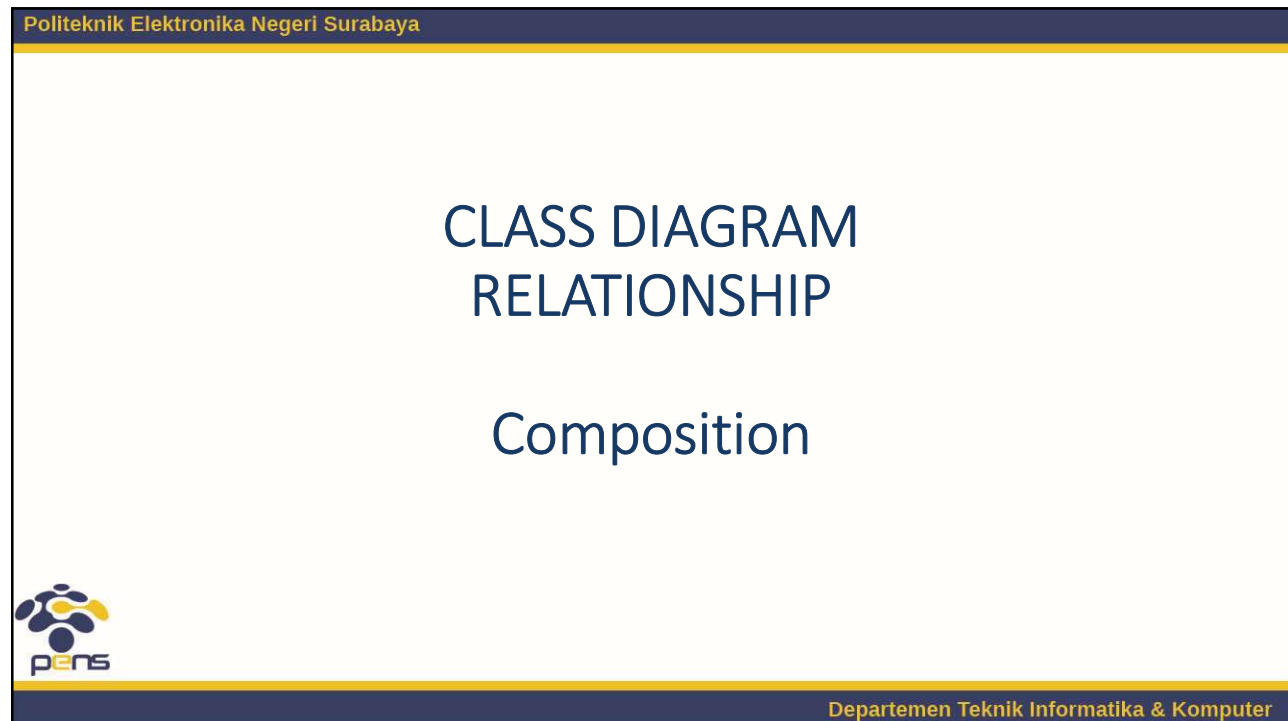 Politeknik Elektronika Negeri Surabaya
CLASS DIAGRAM
RELATIONSHIP
Composition
pens
Departemen Teknik Informatika & Komputer